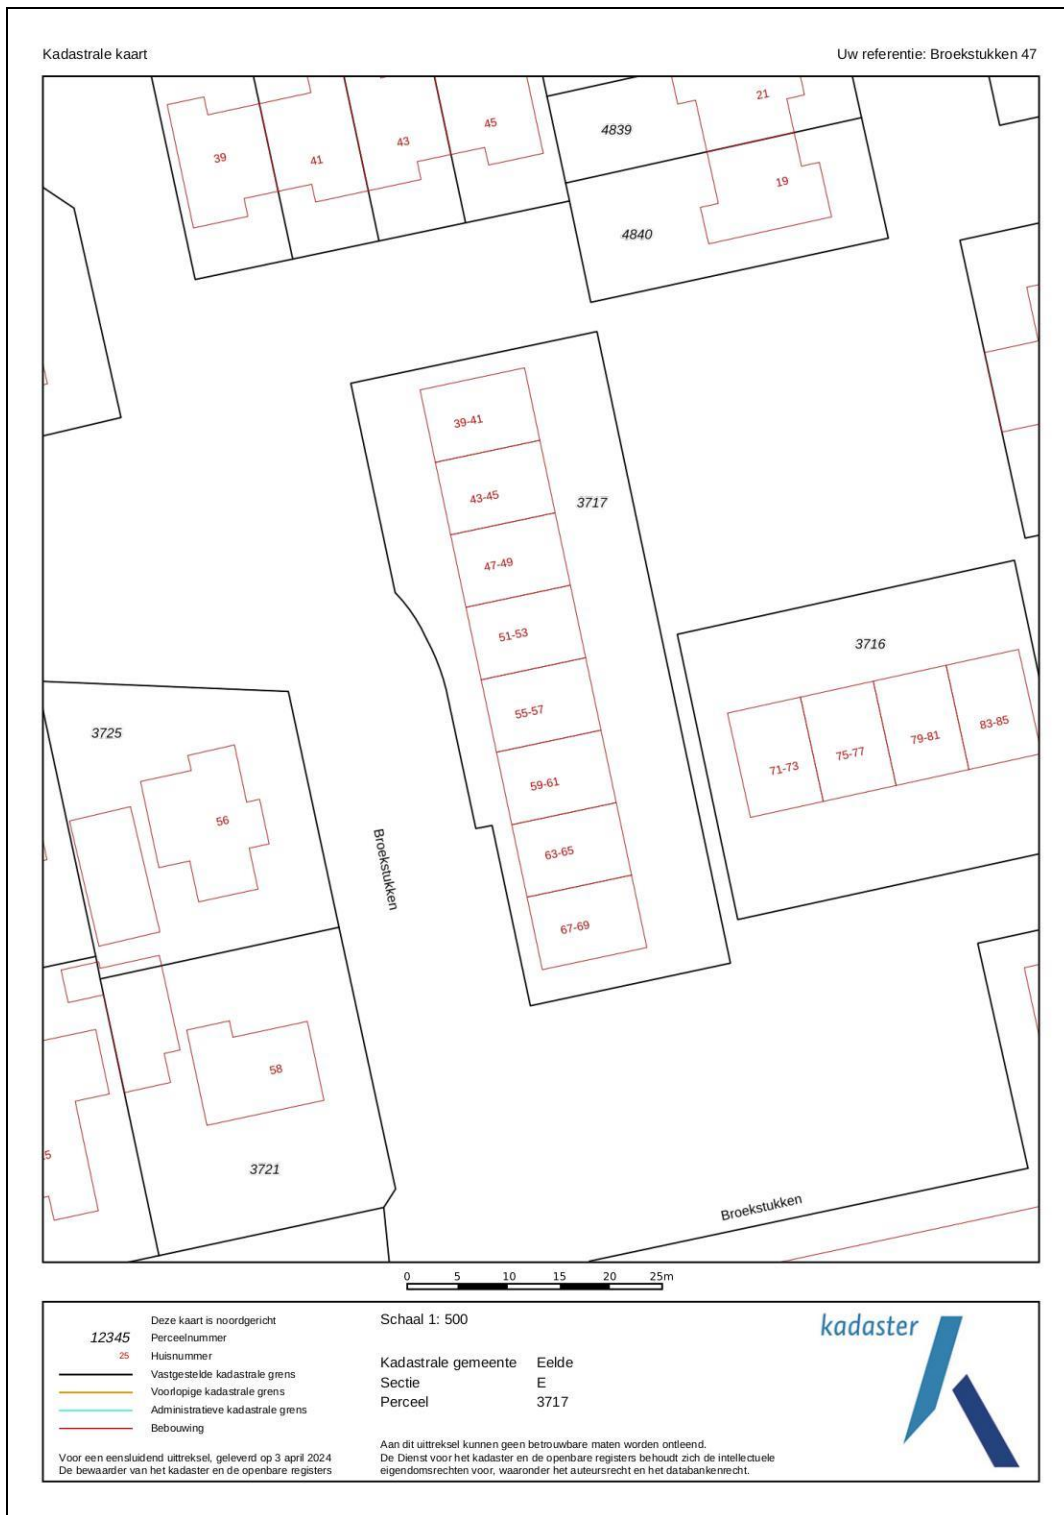 Kadastrale kaart
Uw referentie: Broekstukken 47
21
4839
45
43
39
41
19
4840
39-41
43-45
3717
47-49
51-53
3716
55-57
83-85
3725
79-81
75-77
71-73
59-61
56
63-65
Broekstukken
67-69
58
5
3721
Broekstukken
0 5 10 15 20 25m
Deze kaart is noordgericht
12345 Perceelnummer
25 Huisnummer
Vastgestelde kadastrale grens
Voorlopige kadastrale grens
Administratieve kadastrale grens
Bebouwing
Voor een eensluidend uittreksel, geleverd op 3 april 2024
De bewaarder van het kadaster en de openbare registers
Schaal 1: 500
Kadastrale gemeente Eelde
Sectie E
Perceel 3717
Aan dit uittreksel kunnen geen betrouwbare maten worden ontleend.
De Dienst voor het kadaster en de openbare registers behoudt zich de intellectuele
eigendomsrechten voor, waaronder het auteursrecht en het databankenrecht.
kadaster